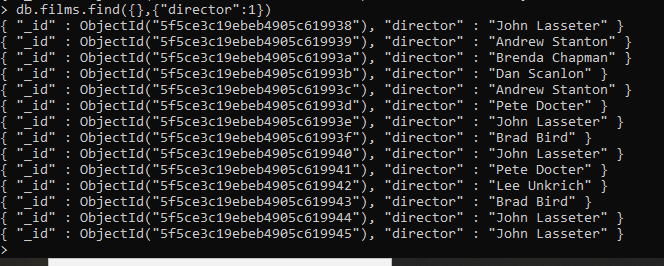 > db.films.find({},{"director":1})
{ "_id" : ObjectId("5f5ce3c19ebeb4905c619938"), "director" : "John Lasseter" }
{ "_id" : ObjectId("5f5ce3c19ebeb4905c619939"), "director" : "Andrew Stanton" }
{ "_id" : ObjectId("5f5ce3c19ebeb4905c61993a"), "director" : "Brenda Chapman" }
{ "_id" : ObjectId("5f5ce3c19ebeb4905c61993b"), "director" : "Dan Scanlon" }
{ "_id" : ObjectId("5f5ce3c19ebeb4905c61993c"), "director" : "Andrew Stanton" }
{ "_id" : ObjectId("5f5ce3c19ebeb4905c61993d"), "director" : "Pete Docter" }
{ "_id" : ObjectId("5f5ce3c19ebeb4905c61993e"), "director" : "John Lasseter" }
{ "_id" : ObjectId("5f5ce3c19ebeb4905c61993f"), "director" : "Brad Bird" }
{ "_id" : ObjectId("5f5ce3c19ebeb4905c619940"), "director" : "John Lasseter" }
{ "_id" : ObjectId("5f5ce3c19ebeb4905c619941"), "director" : "Pete Docter" }
{ "_id" : ObjectId("5f5ce3c19ebeb4905c619942"), "director" : "Lee Unkrich" }
{ "_id" : ObjectId("5f5ce3c19ebeb4905c619943"), "director" : "Brad Bird" }
{ "_id" : ObjectId("5f5ce3c19ebeb4905c619944"), "director" : "John Lasseter" }
{ "_id" : ObjectId("5f5ce3c19ebeb4905c619945"), "director" : "John Lasseter" }
>